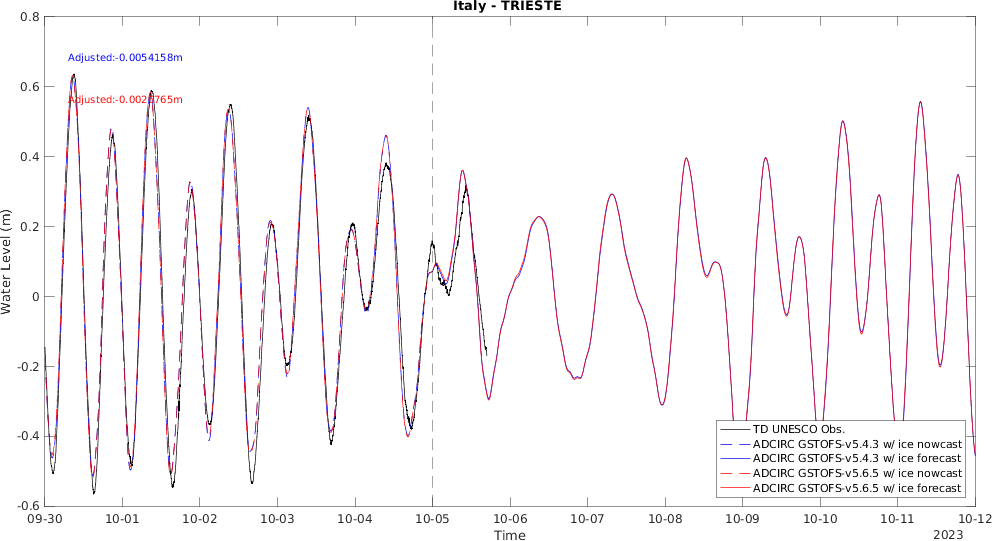 Italy - TRIESTE
0.8
Adjusted:-0.0054158m
0.6
Adjusted:-0.0028765m
0.4
0.2
0
-0.2
-0.4
-0.6
Water Level (m)
TD UNESCO Obs.
ADCIRC GSTOFS-v5.4.3 w/ ice nowcast
ADCIRC GSTOFS-v5.4.3 w/ ice forecast
ADCIRC GSTOFS-v5.6.5 w/ ice nowcast
ADCIRC GSTOFS-v5.6.5 w/ ice forecast
09-30 10-01 10-02 10-03 10-04 10-05 10-06 10-07 10-08 10-09 10-10 10-11 10-12
Time
2023